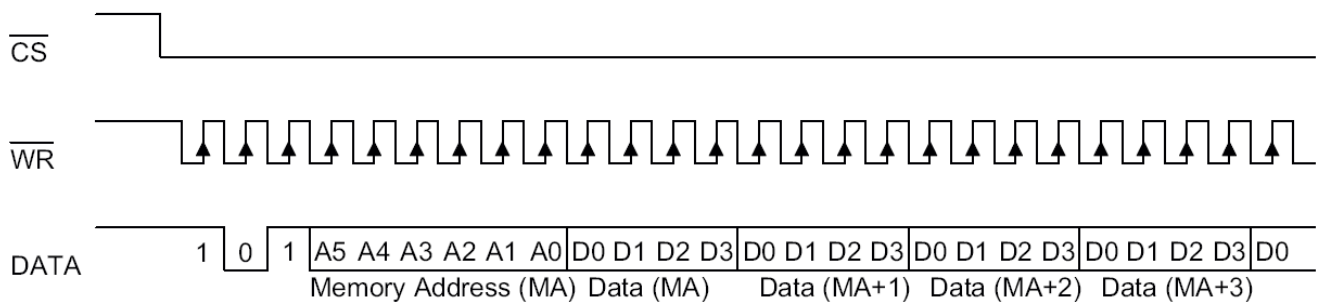 CS
WR
DATA 1 0 1 A5 A4 A3 A2 A1 A0 D0 D1 D2 D3 D0 D1 D2 D3 D0 D1 D2 D3 D0 D1 D2 D3 D0
Memory Address (MA) Data (MA) Data (MA+1) Data (MA+2) Data (MA+3)